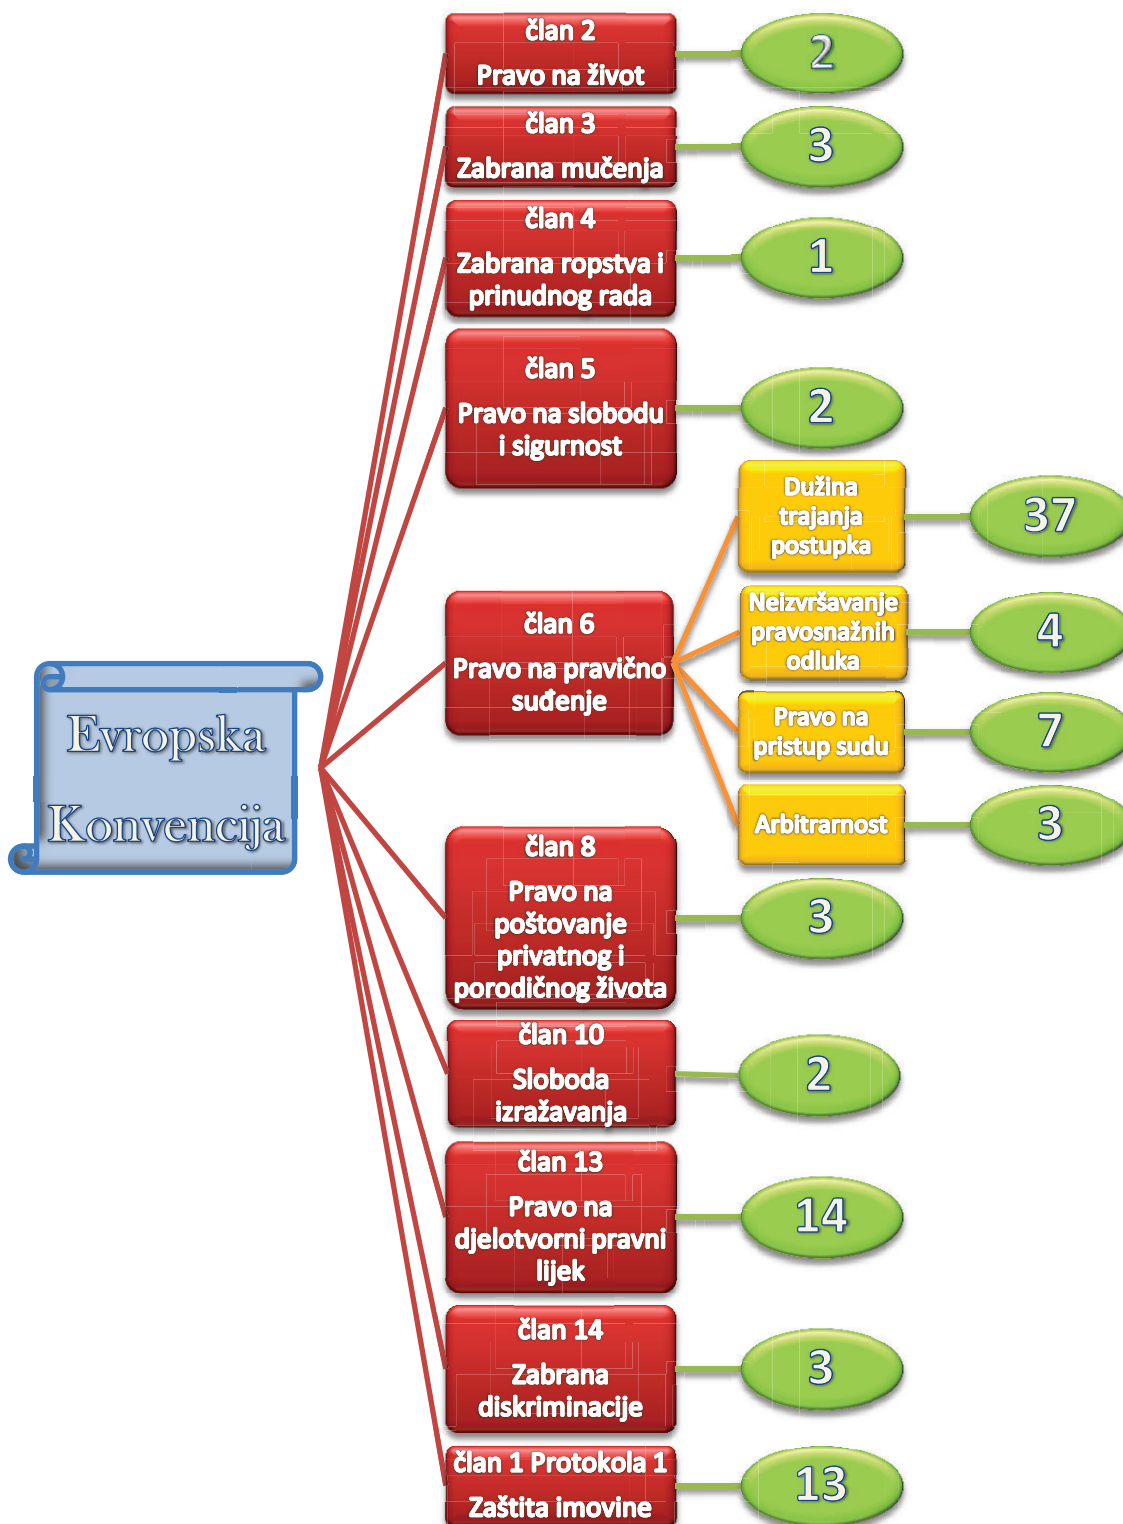 Evropska
Konvencija
član 2
Pravo na život
2
član 3
Zabrana mučenja
3
član 4
Zabrana ropstva i
prinudnog rada
1
član 5
Pravo na slobodu
i sigurnost
2
član 6
Pravo na pravično
suđenje
Dužina
trajanja
postupka
37
Neizvršavanje
pravosnažnih
odluka
4
Pravo na
pristup sudu
7
Arbitrarnost
3
član 8
Pravo na
poštovanje
privatnog i
porodičnog života
3
član 10
Sloboda
izražavanja
2
član 13
Pravo na
djelotvorni pravni
lijek
14
član 14
Zabrana
diskriminacije
3
član 1 Protokola 1
Zaštita imovine
13